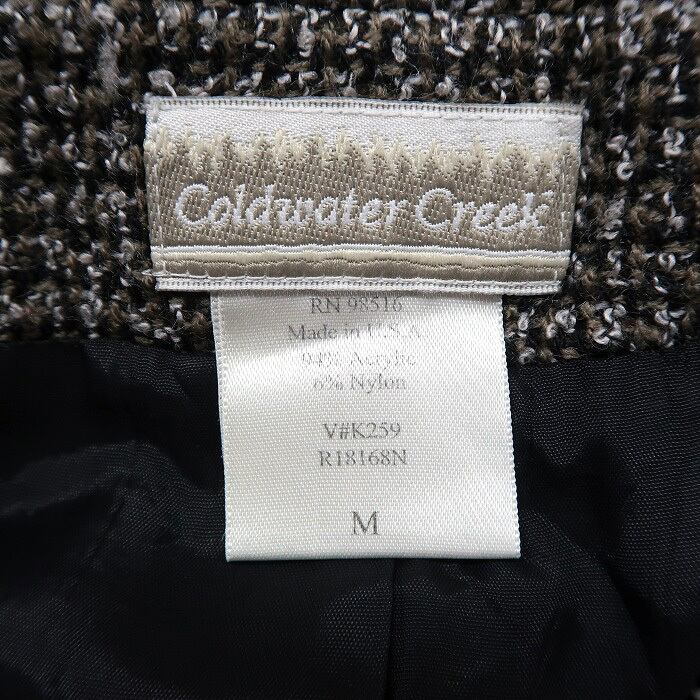 Coldwater Creek
RN 98516
Made in U.S.A.
94% Acrylic
6% Nylon
V#K259
R18168N
M